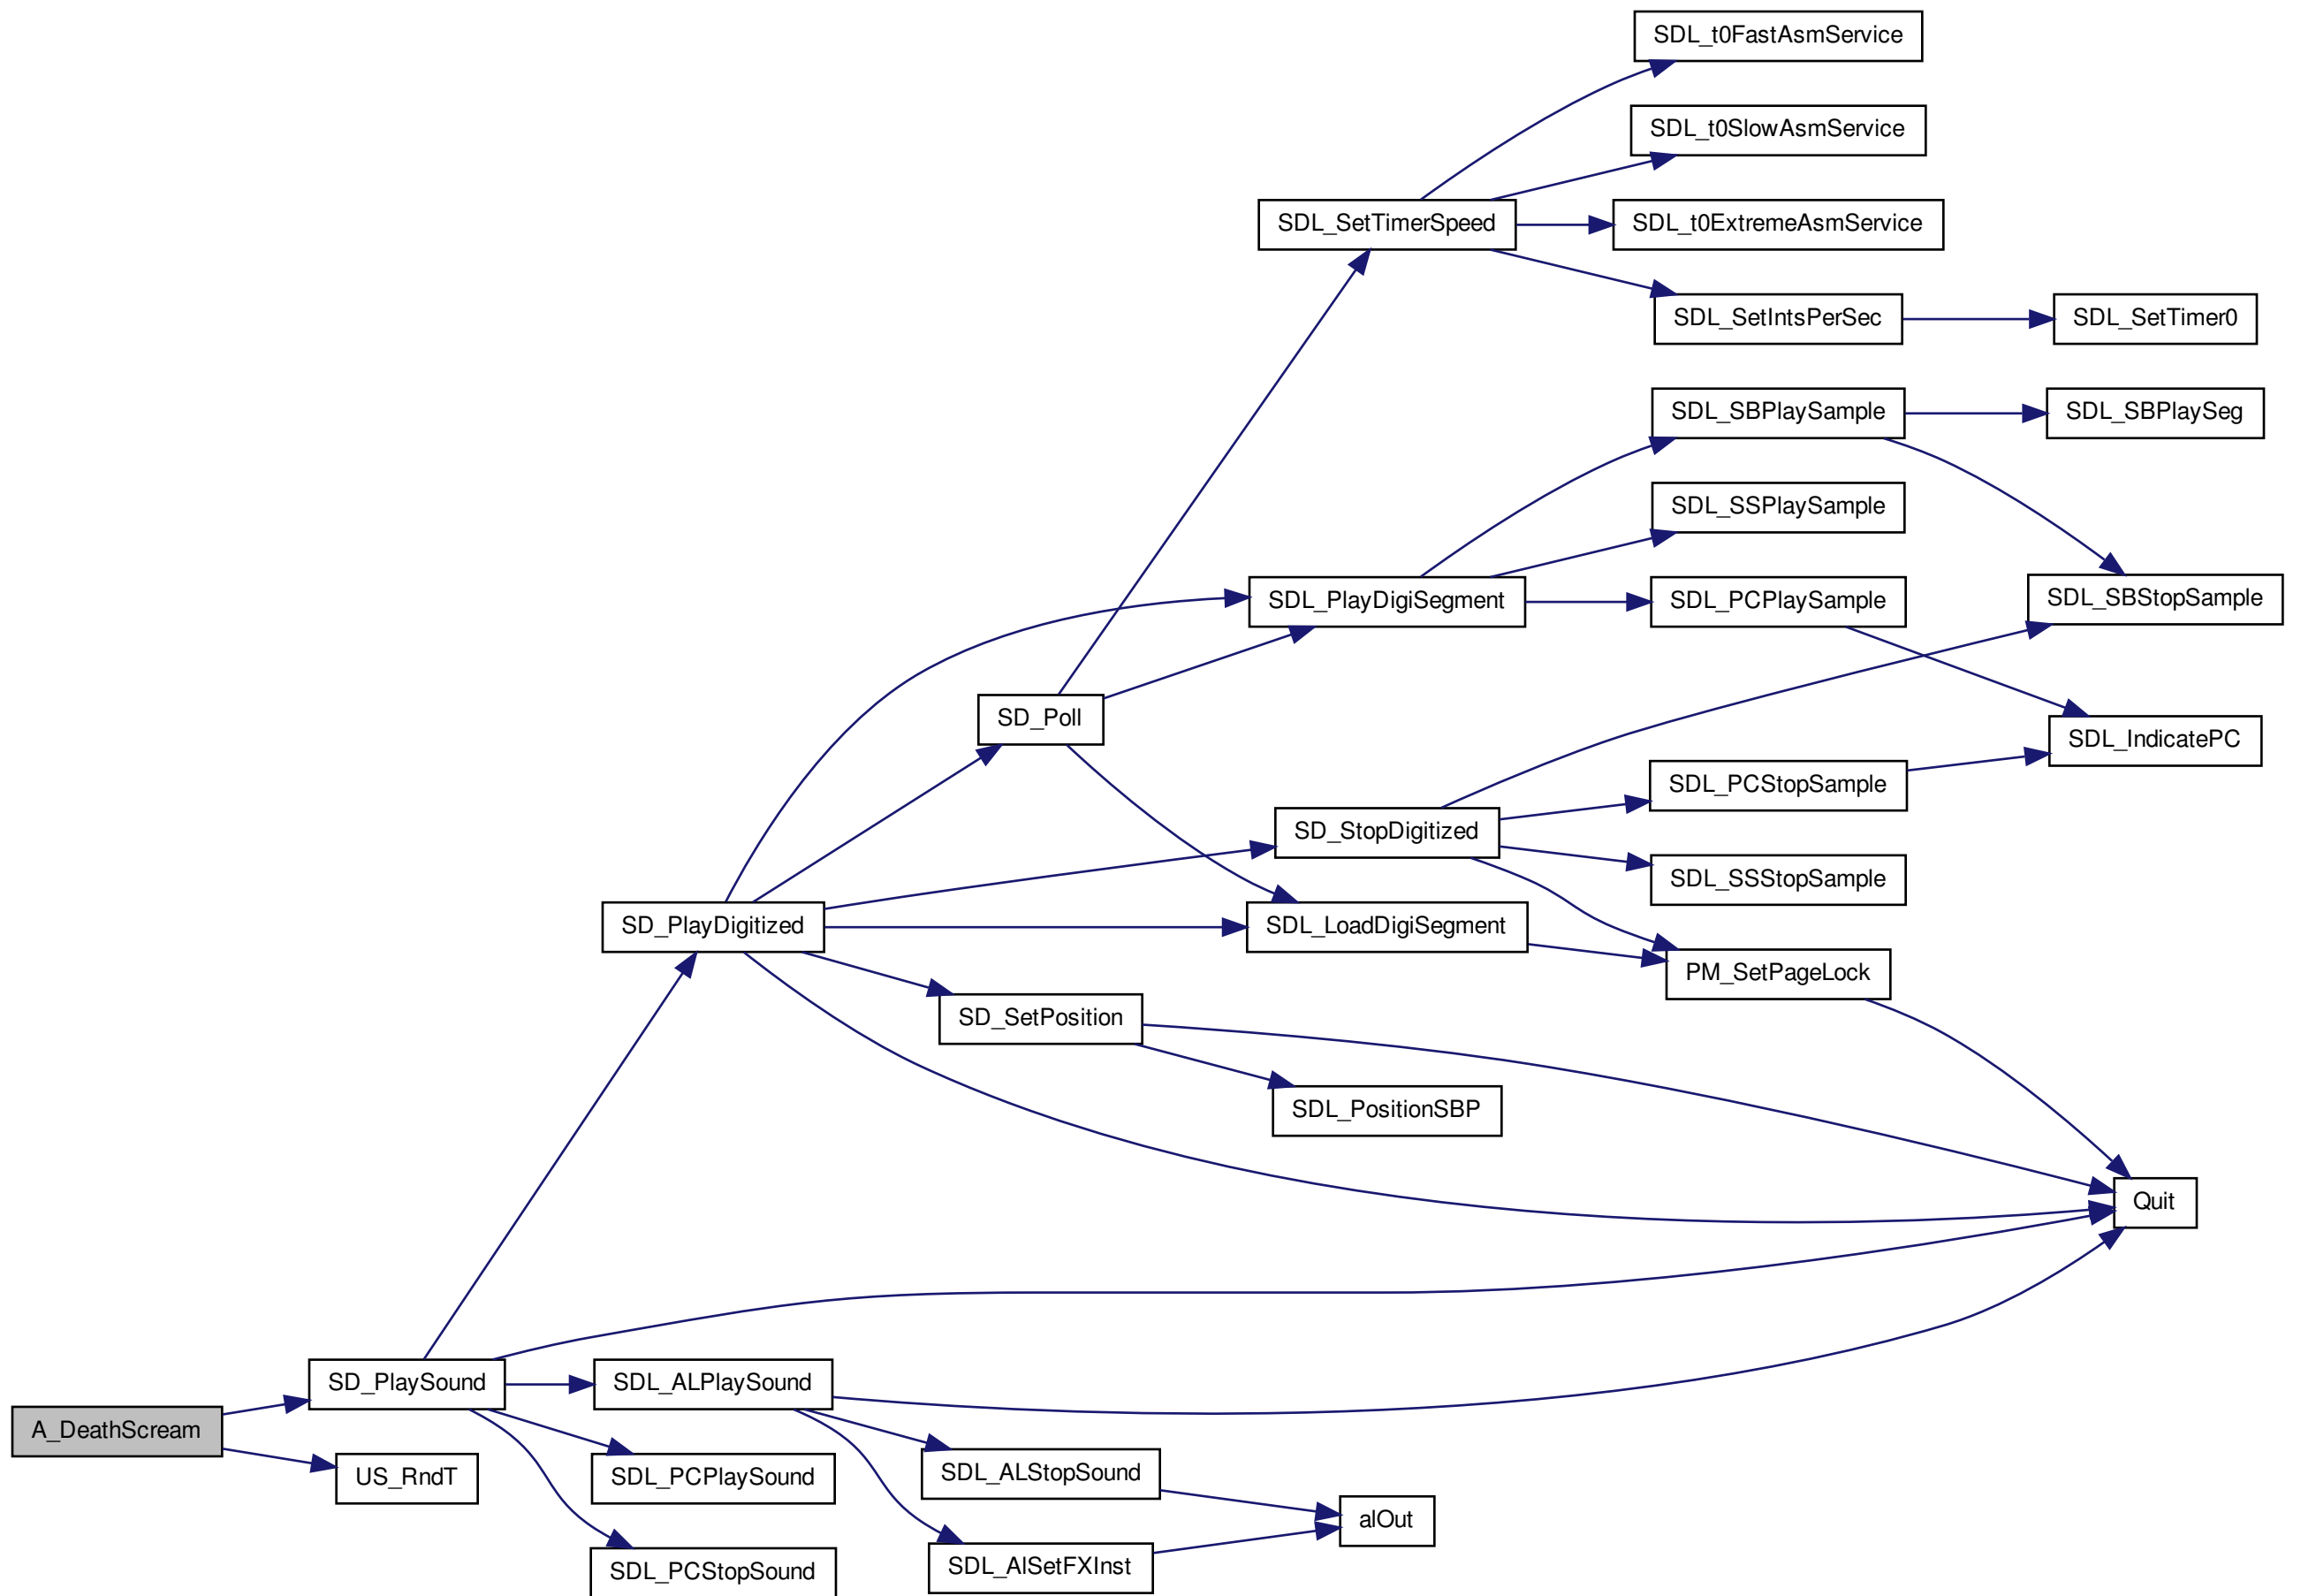 SDL_t0FastAsmService
SDL_t0SlowAsmService
SDL_SetTimerSpeed
SDL_t0ExtremeAsmService
SDL_SetIntsPerSec
SDL_SetTimer0
SDL_SBPlaySample
SDL_SBPlaySeg
SDL_SSPlaySample
SDL_PlayDigiSegment
SDL_PCPlaySample
SDL_SBStopSample
SD_Poll
SDL_IndicatePC
SDL_PCStopSample
SD_StopDigitized
SDL_SSStopSample
SD_PlayDigitized
SDL_LoadDigiSegment
PM_SetPageLock
SD_SetPosition
SDL_PositionSBP
Quit
SD_PlaySound
SDL_ALPlaySound
A_DeathScream
US_RndT
SDL_PCPlaySound
SDL_ALStopSound
alOut
SDL_PCStopSound
SDL_AlSetFXInst